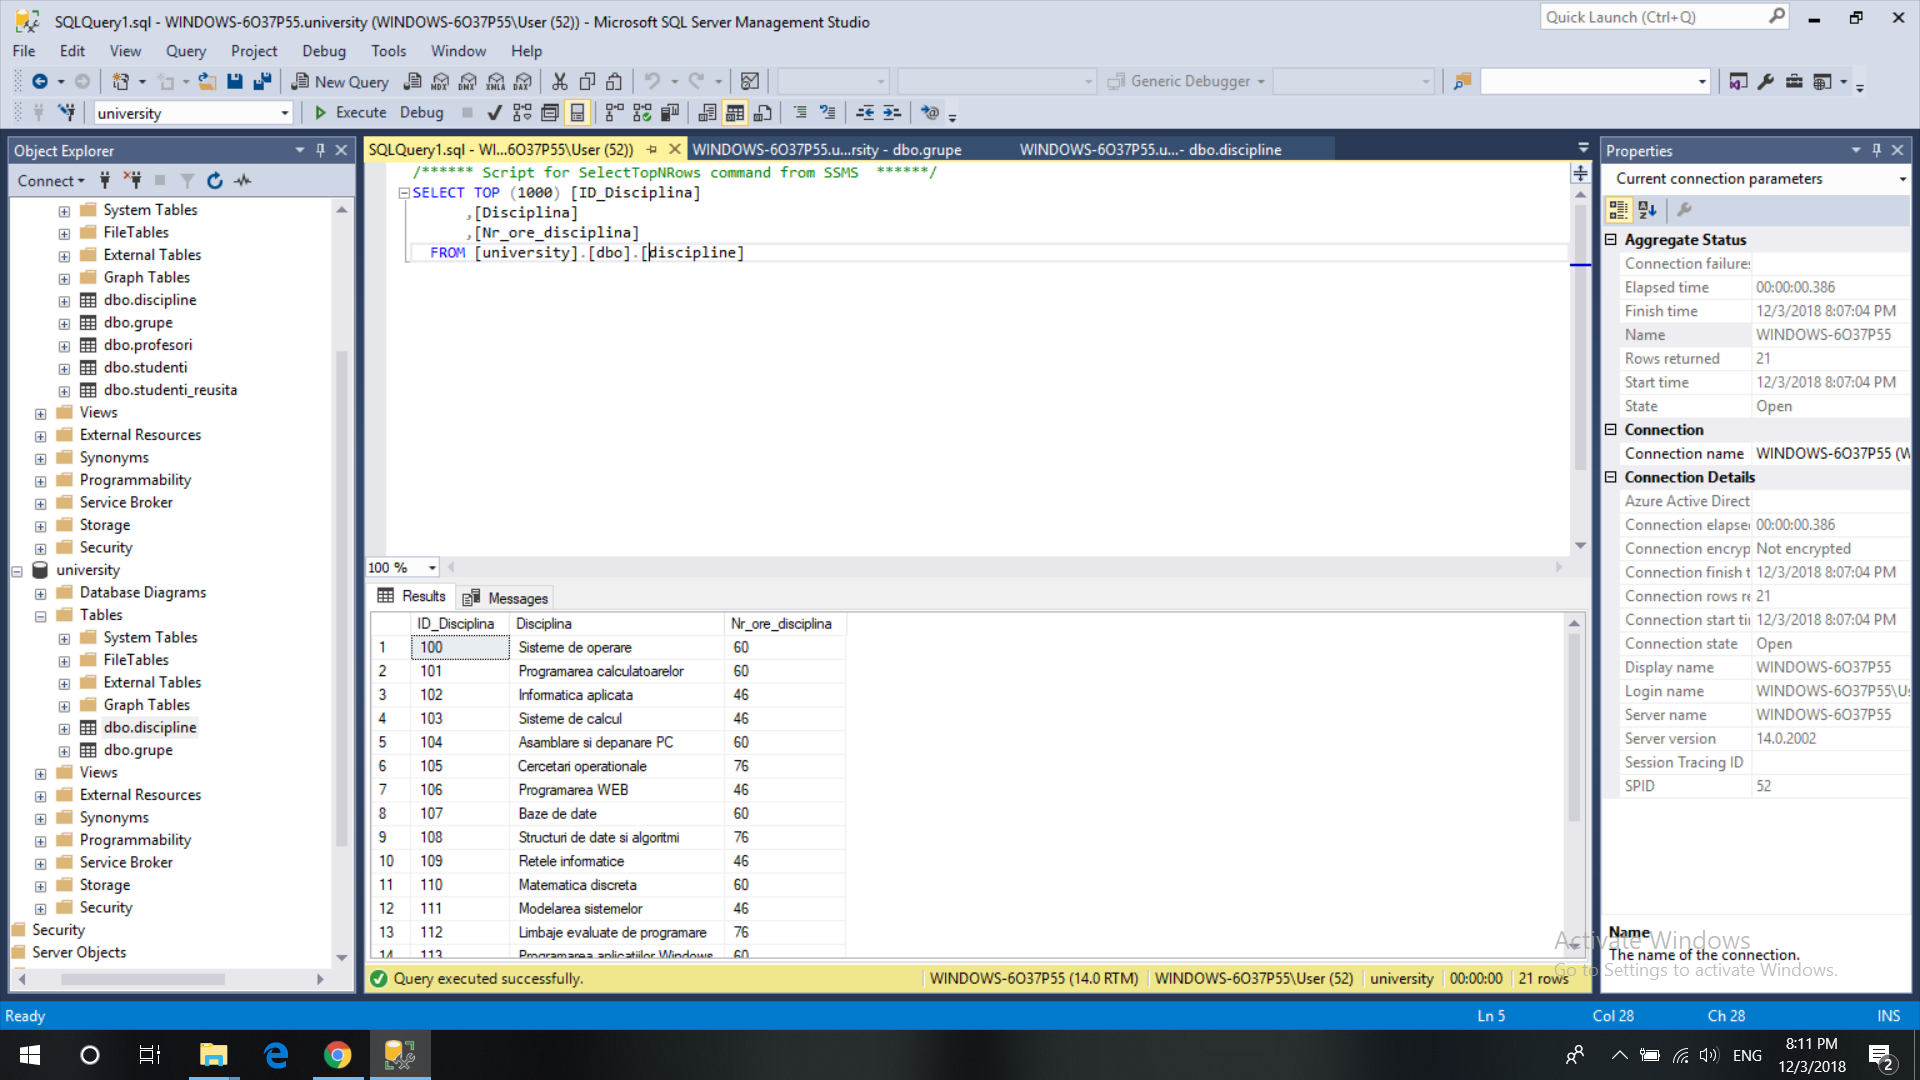 SQLQuery1.sql - WINDOWS-6O37P55.university (WINDOWS-6O37P55\User (52)) - Microsoft SQL Server Management Studio
Quick Launch (Ctrl+Q)
File Edit View Query Project Debug Tools Window Help
New Query
Generic Debugger
university
Execute Debug
Object Explorer
Connect
System Tables
FileTables
External Tables
Graph Tables
dbo.discipline
dbo.grupe
dbo.profesori
dbo.studenti
dbo.studenti_reusita
Views
External Resources
Synonyms
Programmability
Service Broker
Storage
Security
university
Database Diagrams
Tables
System Tables
FileTables
External Tables
Graph Tables
dbo.discipline
dbo.grupe
Views
External Resources
Synonyms
Programmability
Service Broker
Storage
Security
Security
Server Objects
SQLQuery1.sql - WI...6O37P55\User (52))
WINDOWS-6O37P55.u...rsity - dbo.grupe
WINDOWS-6O37P55.u...- dbo.discipline
/****** Script for SelectTopNRows command from SSMS ******/
SELECT TOP (1000) [ID_Disciplina]
,[Disciplina]
,[Nr_ore_disciplina]
FROM [university].[dbo].[discipline]
100 %
Results Messages
ID_Disciplina Disciplina Nr_ore_disciplina
1 100 Sisteme de operare 60
2 101 Programarea calculatoarelor 60
3 102 Informatica aplicata 46
4 103 Sisteme de calcul 46
5 104 Asamblare si depanare PC 60
6 105 Cercetari operationale 76
7 106 Programarea WEB 46
8 107 Baze de date 60
9 108 Structuri de date si algoritmi 76
10 109 Retele informatice 46
11 110 Matematica discreta 60
12 111 Modelarea sistemelor 46
13 112 Limbaje evaluate de programare 76
14 113 Programarea aplicatiilor Windows 60
Query executed successfully.
WINDOWS-6O37P55 (14.0 RTM) WINDOWS-6O37P55\User (52) university 00:00:00 21 rows
Properties
Current connection parameters
Aggregate Status
Connection failures
Elapsed time 00:00:00.386
Finish time 12/3/2018 8:07:04 PM
Name WINDOWS-6O37P55
Rows returned 21
Start time 12/3/2018 8:07:04 PM
State Open
Connection
Connection name WINDOWS-6O37P55 (W
Connection Details
Azure Active Direct
Connection elapse 00:00:00.386
Connection encryp Not encrypted
Connection finish t 12/3/2018 8:07:04 PM
Connection rows re 21
Connection start ti 12/3/2018 8:07:04 PM
Connection state Open
Display name WINDOWS-6O37P55
Login name WINDOWS-6O37P55\Us
Server name WINDOWS-6O37P55
Server version 14.0.2002
Session Tracing ID
SPID 52
Name
The name of the connection.
Activate Windows
Go to Settings to activate Windows.
Ready
Ln 5 Col 28 Ch 28 INS
ENG
8:11 PM
12/3/2018
2